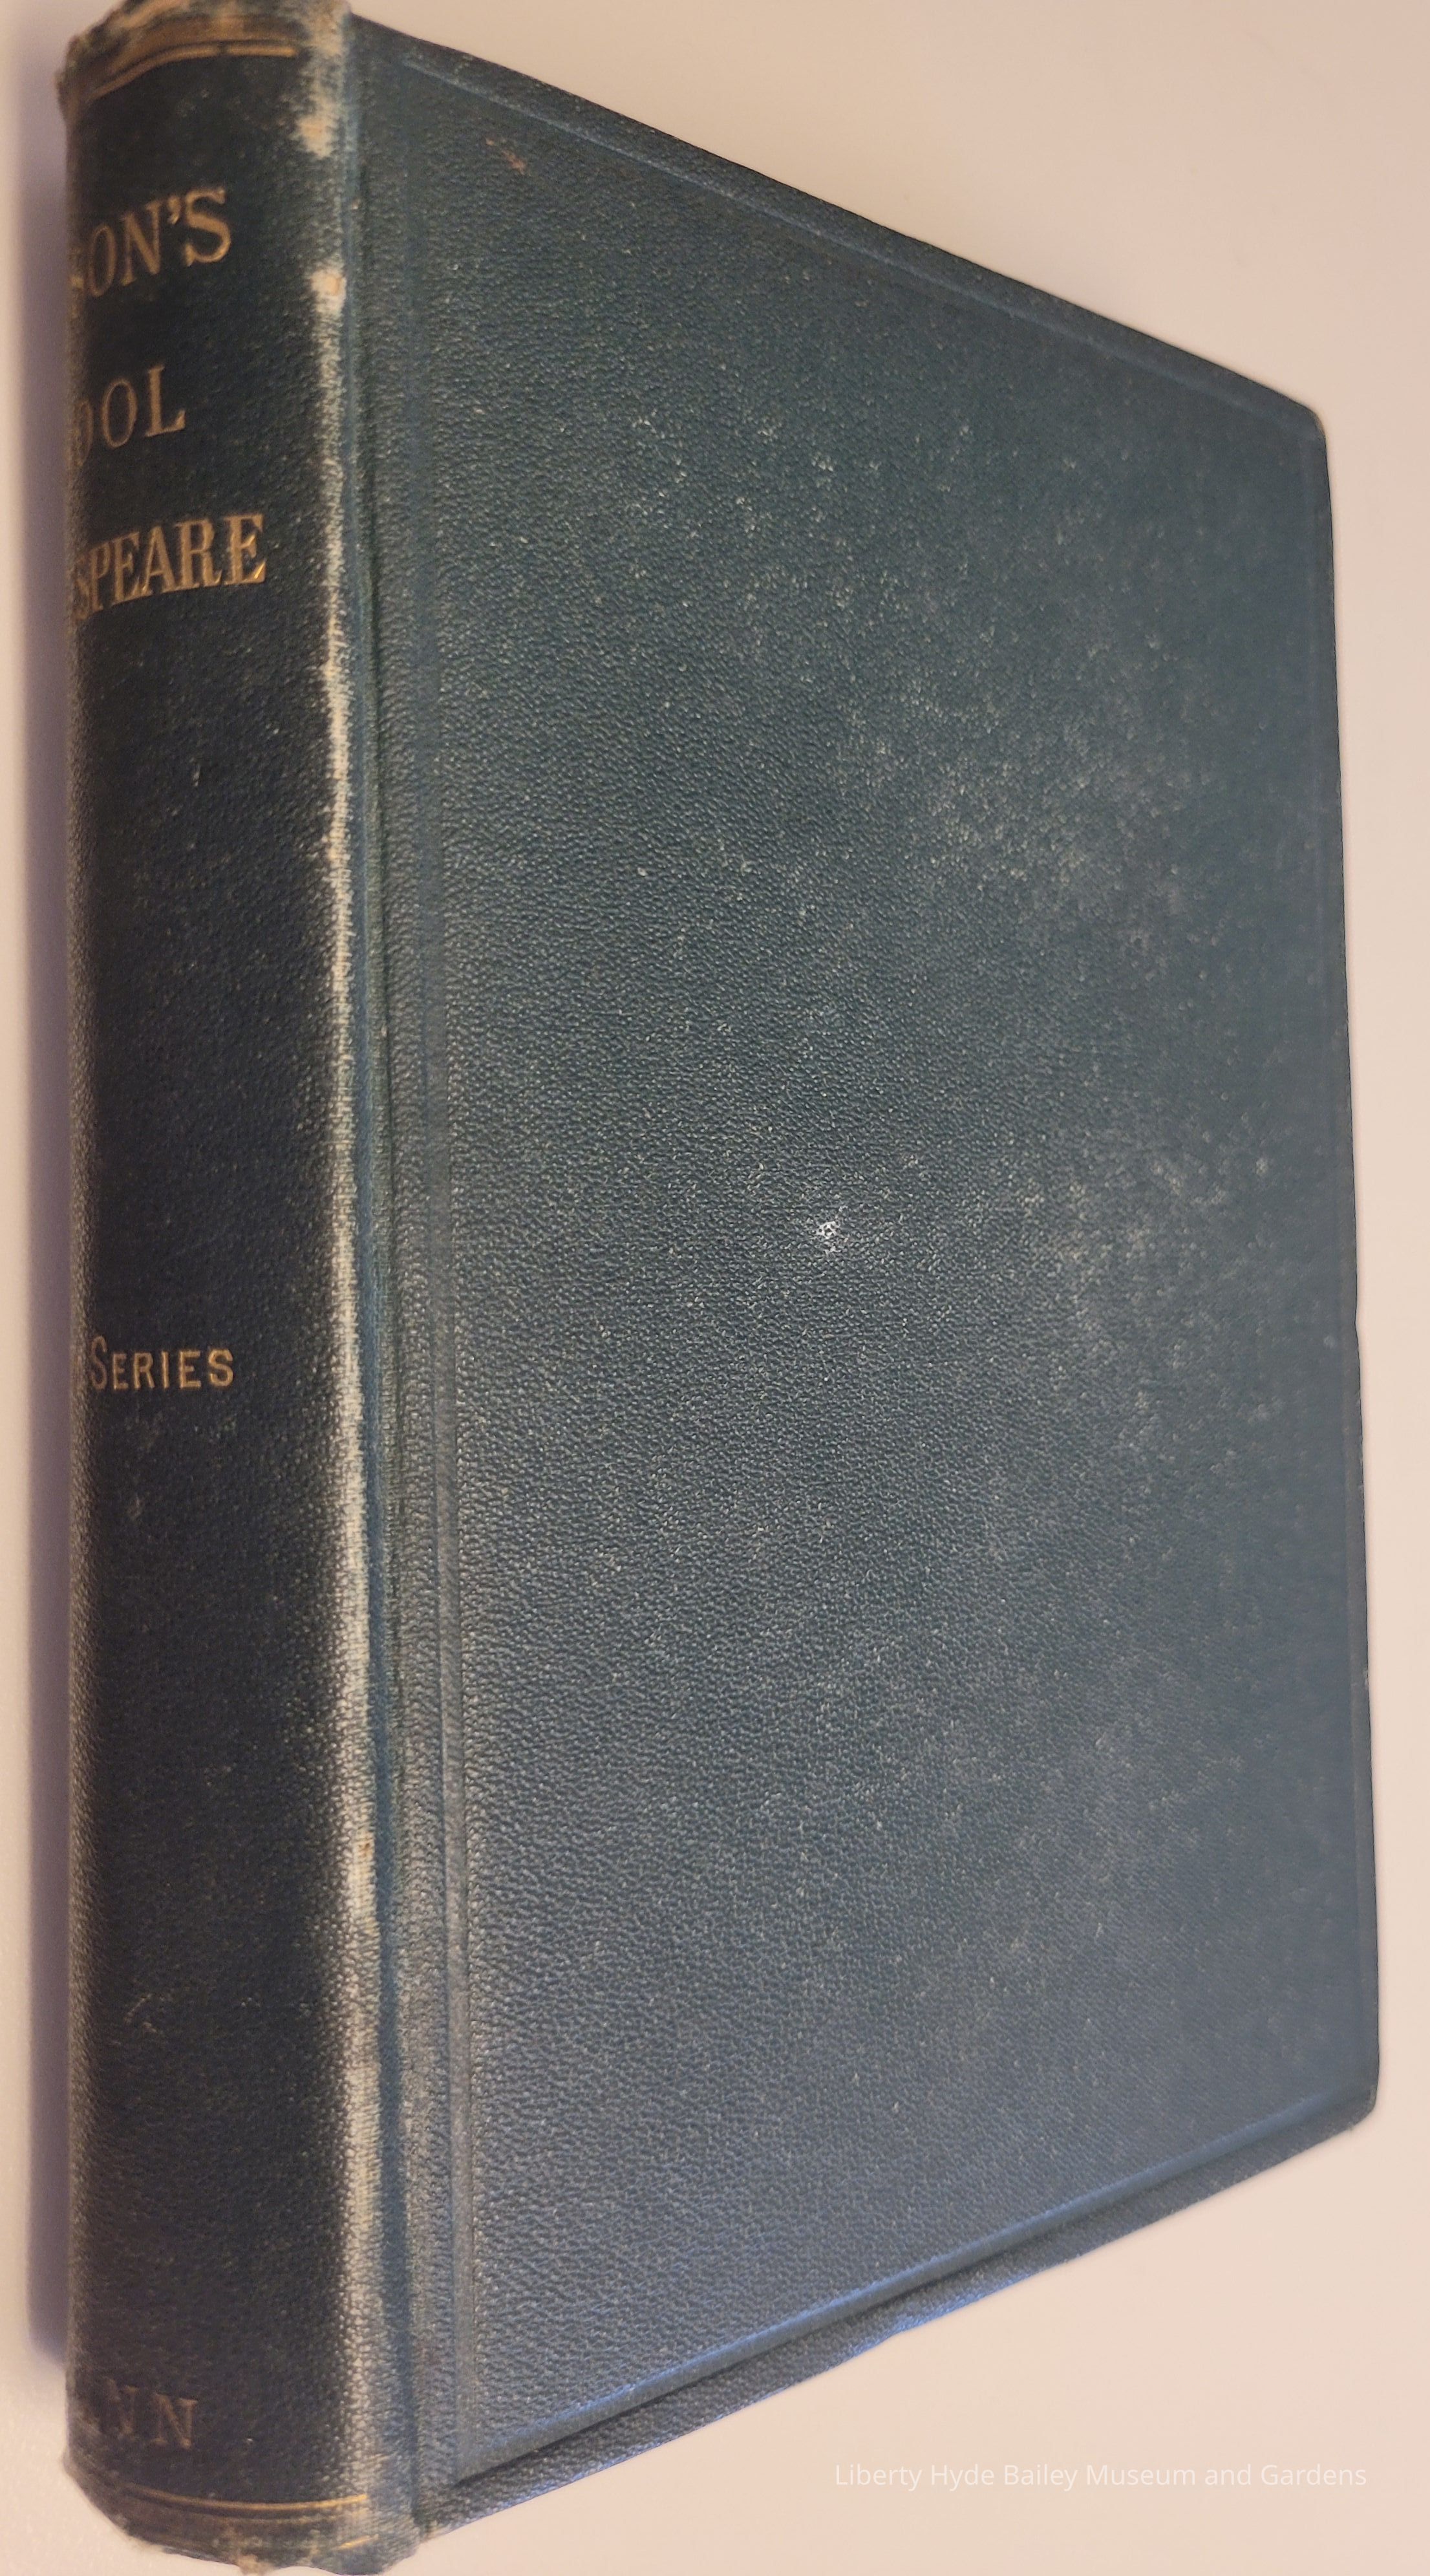 SON'S
OOL
SPEARE
SERIES
NN
Liberty Hyde Bailey Museum and Gardens